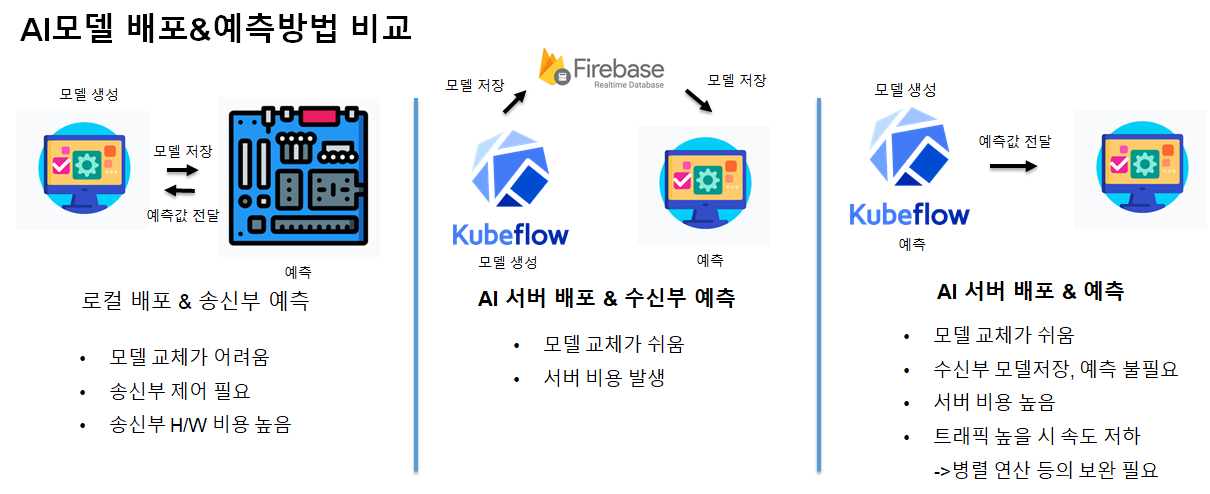 AI모델 배포&예측방법 비교
모델 생성
모델 저장
예측값 전달
예측
로컬 배포 & 송신부 예측
• 모델 교체가 어려움
• 송신부 제어 필요
• 송신부 H/W 비용 높음
모델 저장
Firebase
Realtime Database
모델 저장
Kubeflow
모델 생성
예측
AI 서버 배포 & 수신부 예측
• 모델 교체가 쉬움
• 서버 비용 발생
모델 생성
Kubeflow
예측
예측값 전달
AI 서버 배포 & 예측
• 모델 교체가 쉬움
• 수신부 모델저장, 예측 불필요
• 서버 비용 높음
• 트래픽 높을 시 속도 저하
->병렬 연산 등의 보완 필요